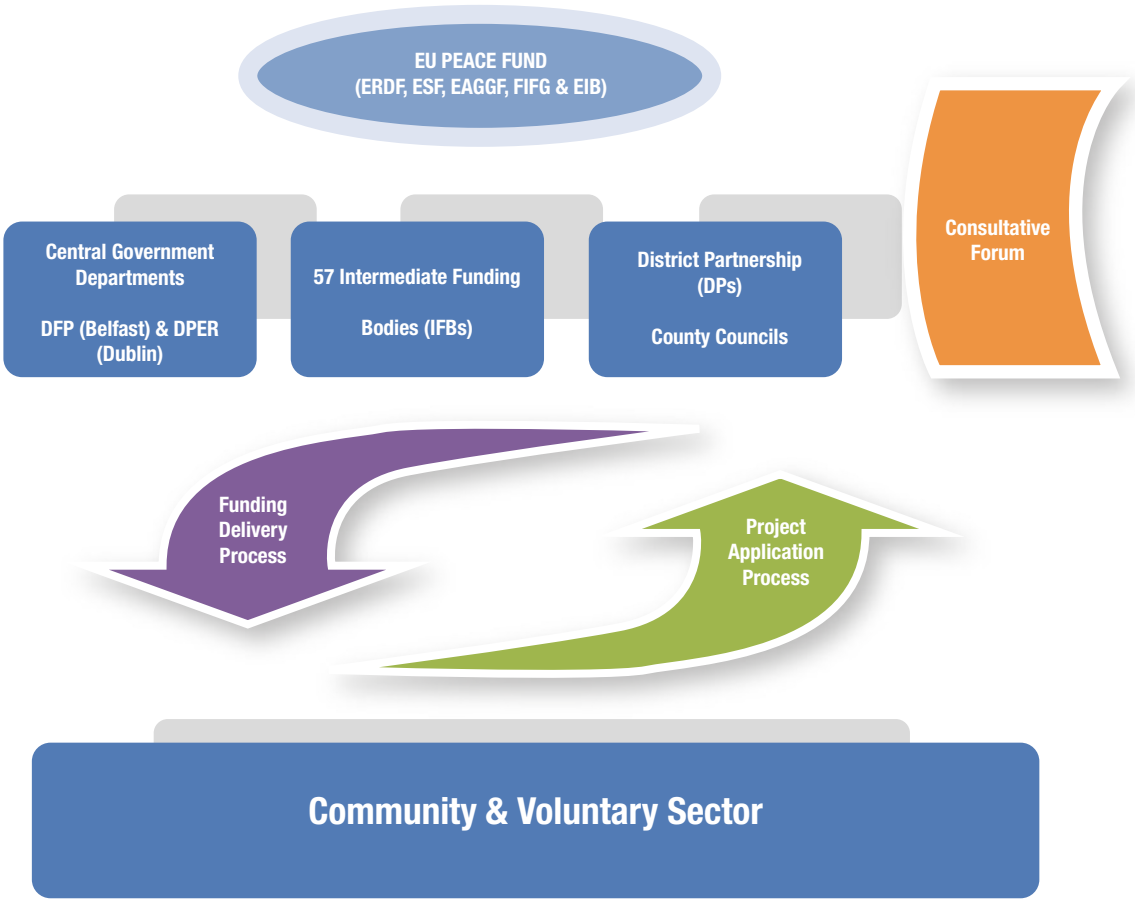 EU PEACE FUND
(ERDF, ESF, EAGGF, FIFG & EIB)
Central Government
Departments
DFP (Belfast) & DPER
(Dublin)
57 Intermediate Funding
Bodies (IFBs)
District Partnership
(DPs)
County Councils
Consultative
Forum
Funding
Delivery
Process
Project
Application
Process
Community & Voluntary Sector